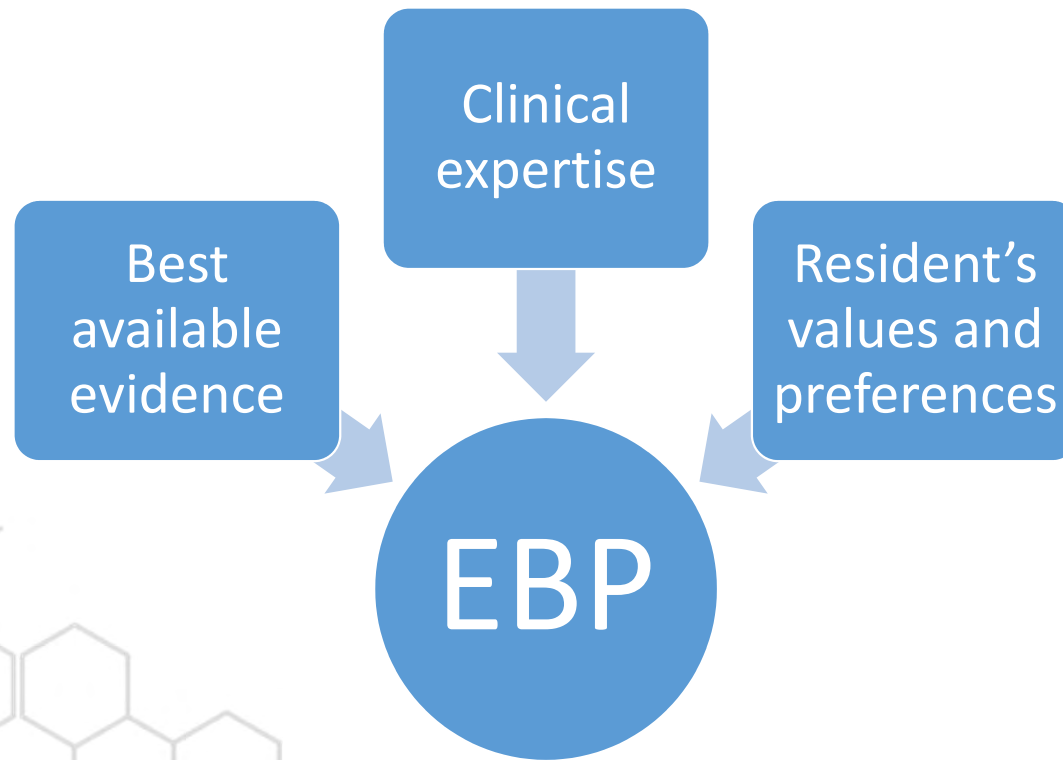 Clinical
expertise
Best
available
evidence
Resident’s
values and
preferences
EBP